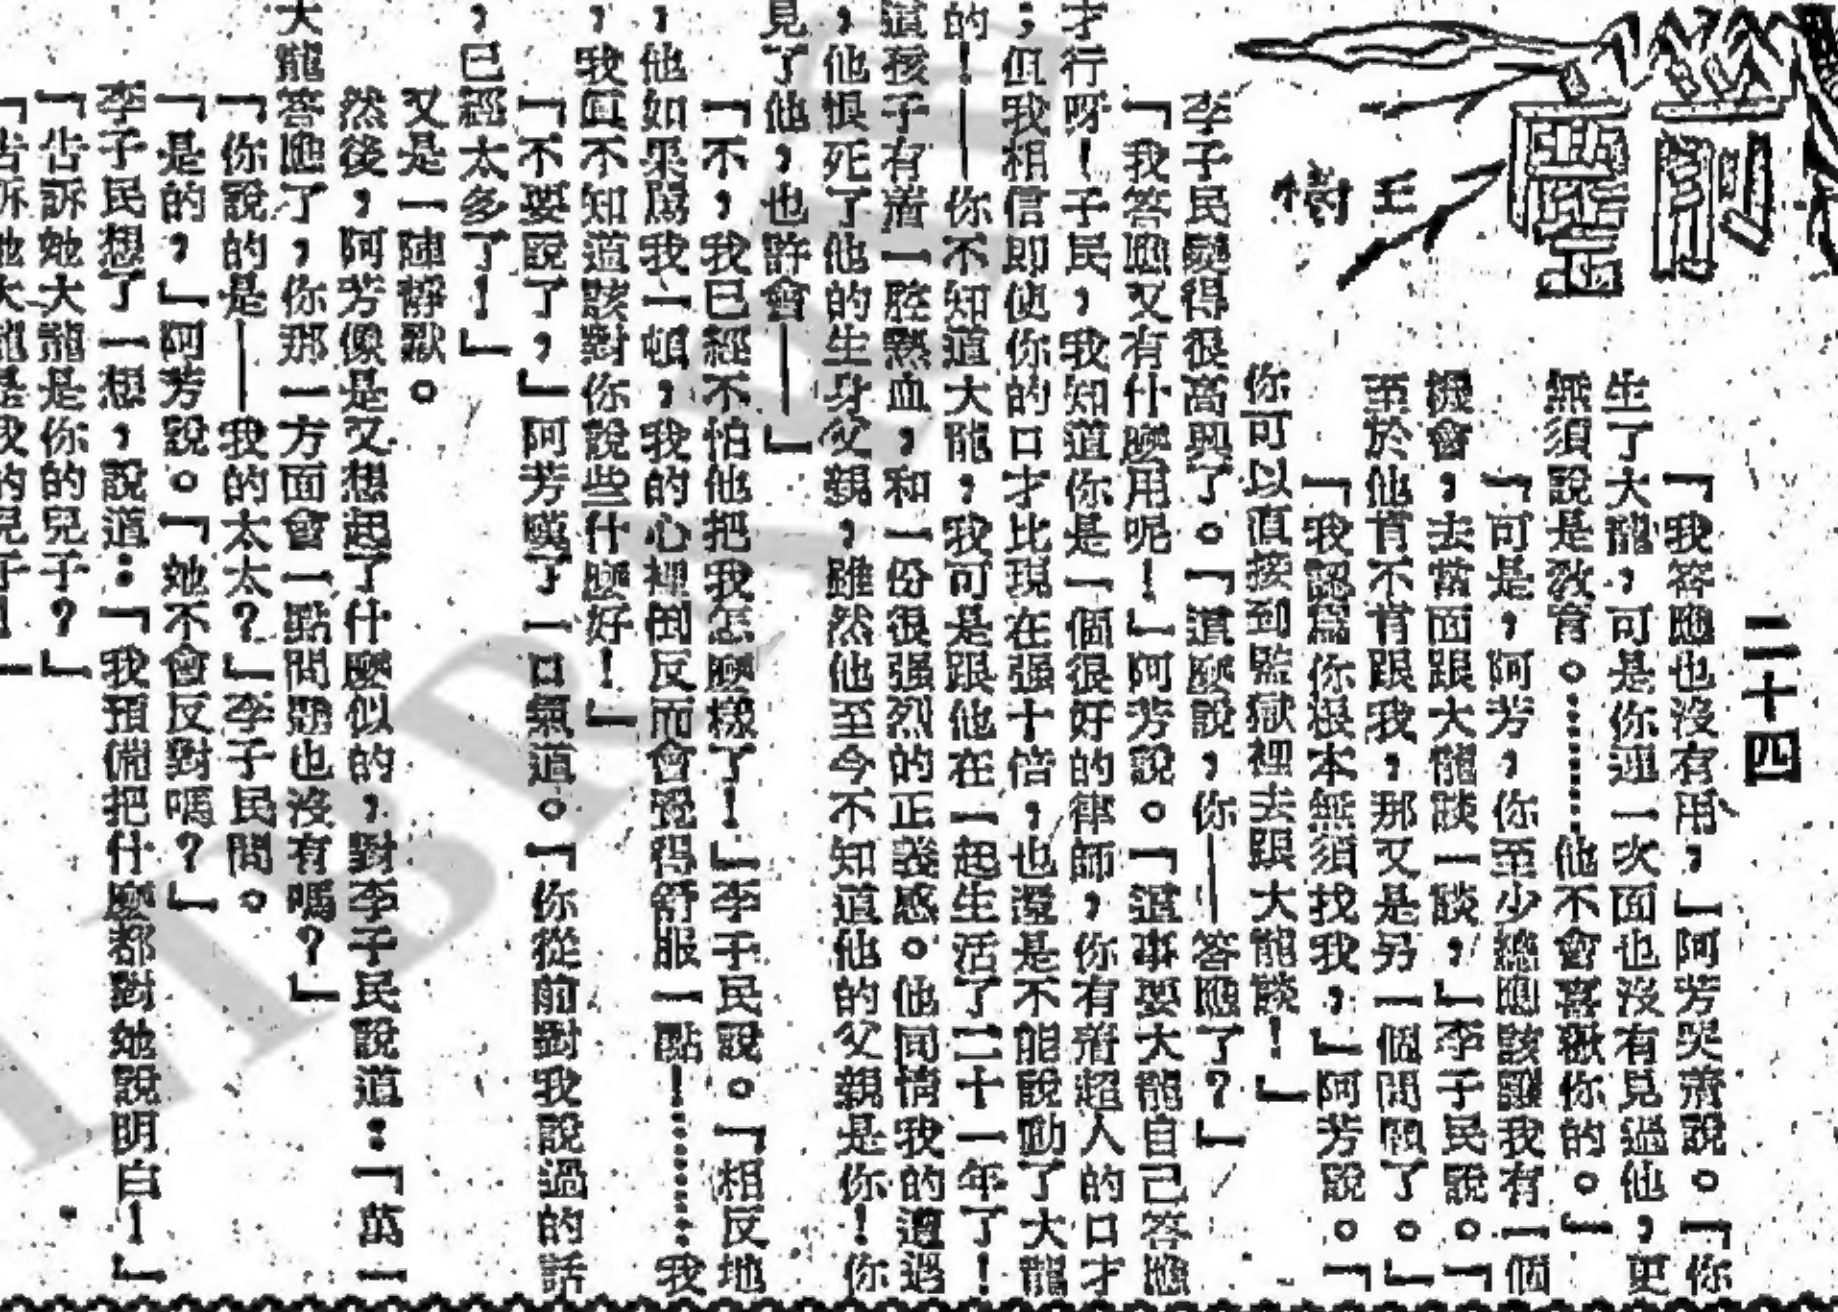 二十四
王樹
「我答應也沒有用，」阿芳哭着說。「你
生了大龍，可是你連一次面也沒有見過他，更
無須說是教育。………他不會喜歡你的。」
「可是，阿芳，你至少總應該讓我有一個
機會，去當面跟大龍談一談，」李子民說。「
至於他肯不肯跟我，那又是另一個問題了。」
「我認爲你根本無須找我，」阿芳說。「
你可以直接到監獄裡去跟大龍談！」
李子民變得很高興了。「這麼說，你——答應了？」
「我答應又有什麼用呢！」阿芳說。「這事要大龍自己答應
才行呀！子民，我知道你是一個很好的律師，你有着超人的口才
；但我相信即使你的口才比現在强十倍，也還是不能說動了大龍
的！——你不知道大龍，我可是跟他在一起生活了二十一年了！
這孩子有着一腔熱血，和一份很强烈的正義感。他同情我的遭遇
，他恨死了他的生身父親，雖然他至今不知道他的父親是你！你
見了他，也許會——」
「不，我已經不怕他把我怎麼樣了！」李子民說。「相反地
，他如果罵我一頓，我的心裡倒反而會覺得舒服一點！………我
，我真不知道該對你說些什麼好！」
「不要說了，」阿芳嘆了一口氣道。「你從前對我說過的話
，已經太多了！」
又是一陣靜默。
然後，阿芳像是又想起了什麼似的，對李子民說道：「萬一
大龍答應了，你那一方面會一點問題也沒有嗎？」
「你說的是——我的太太？」李子民問。
「是的，」阿芳說。「她不會反對嗎？」
李子民想了一想，說道：「我預備把什麼都對她說明白！」
「告訴她大龍是你的兒子？」
「告訴她大龍是我的兒子！」